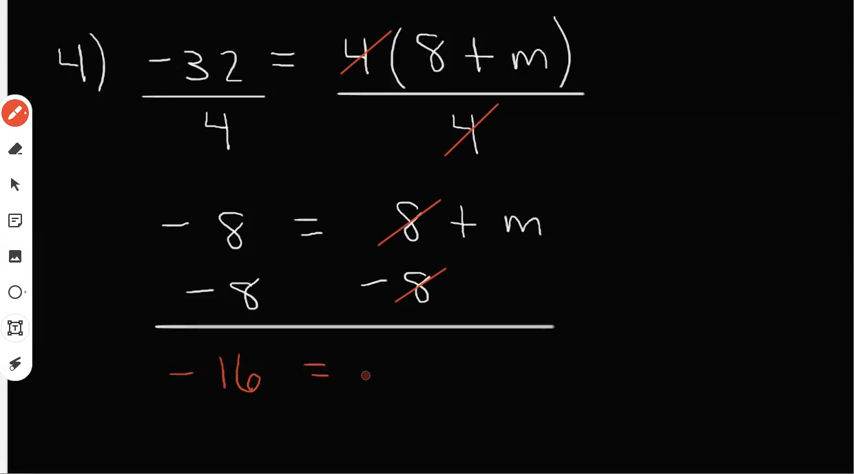 4) -32 = 4(8 + m)
4 4
- 8 = 8 + m
- 8 - 8
- 16 =